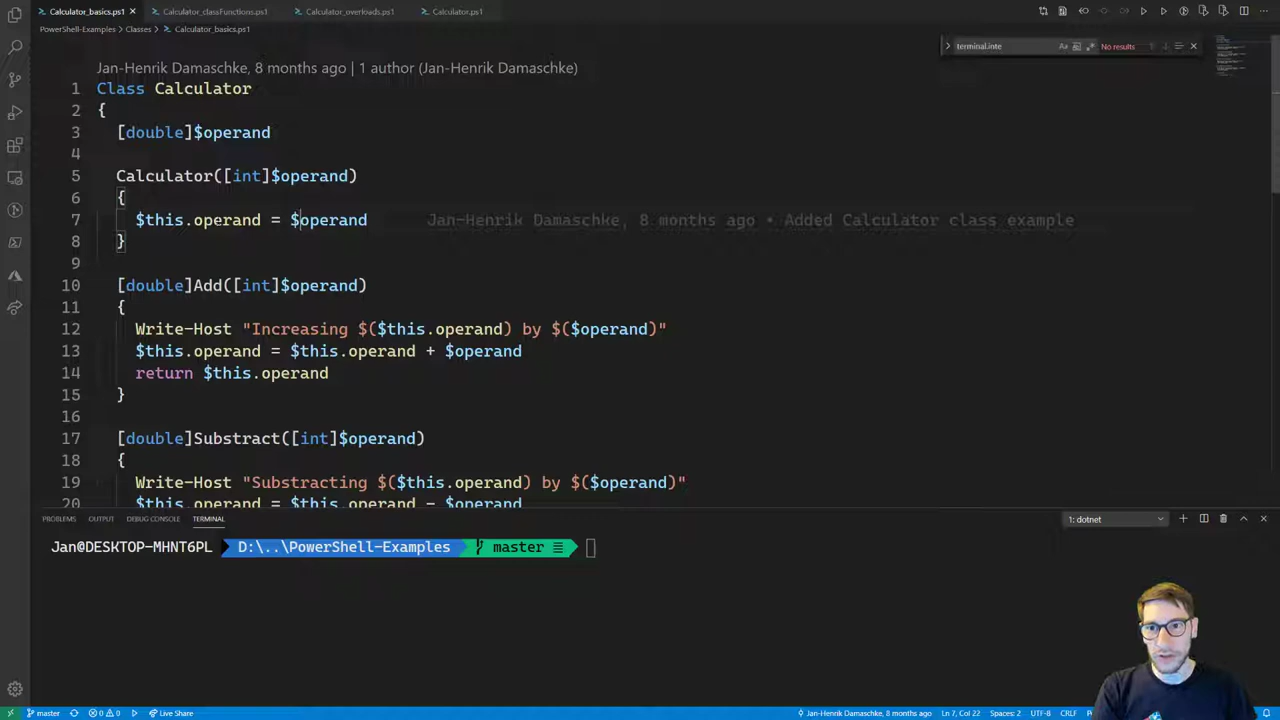 Calculator_basics.ps1
Calculator_classFunctions.ps1
Calculator_overloads.ps1
Calculator.ps1
PowerShell-Examples > Classes > Calculator_basics.ps1
terminal.inte
No results
Jan-Henrik Damaschke, 8 months ago | 1 author (Jan-Henrik Damaschke)
1 Class Calculator
2 {
3 [double]$operand
4
5 Calculator([int]$operand)
6 {
7 $this.operand = $operand Jan-Henrik Damaschke, 8 months ago • Added Calculator class example
8 }
9
10 [double]Add([int]$operand)
11 {
12 Write-Host "Increasing $($this.operand) by $($operand)"
13 $this.operand = $this.operand + $operand
14 return $this.operand
15 }
16
17 [double]Substract([int]$operand)
18 {
19 Write-Host "Substracting $($this.operand) by $($operand)"
20 $this.operand = $this.operand - $operand
PROBLEMS OUTPUT DEBUG CONSOLE TERMINAL
1: dotnet
Jan@DESKTOP-MHNT6PL D:\..\PowerShell-Examples master ≡
master 0 0 Live Share
Jan-Henrik Damaschke, 8 months ago Ln 7, Col 22 Spaces: 2 UTF-8 CRLF